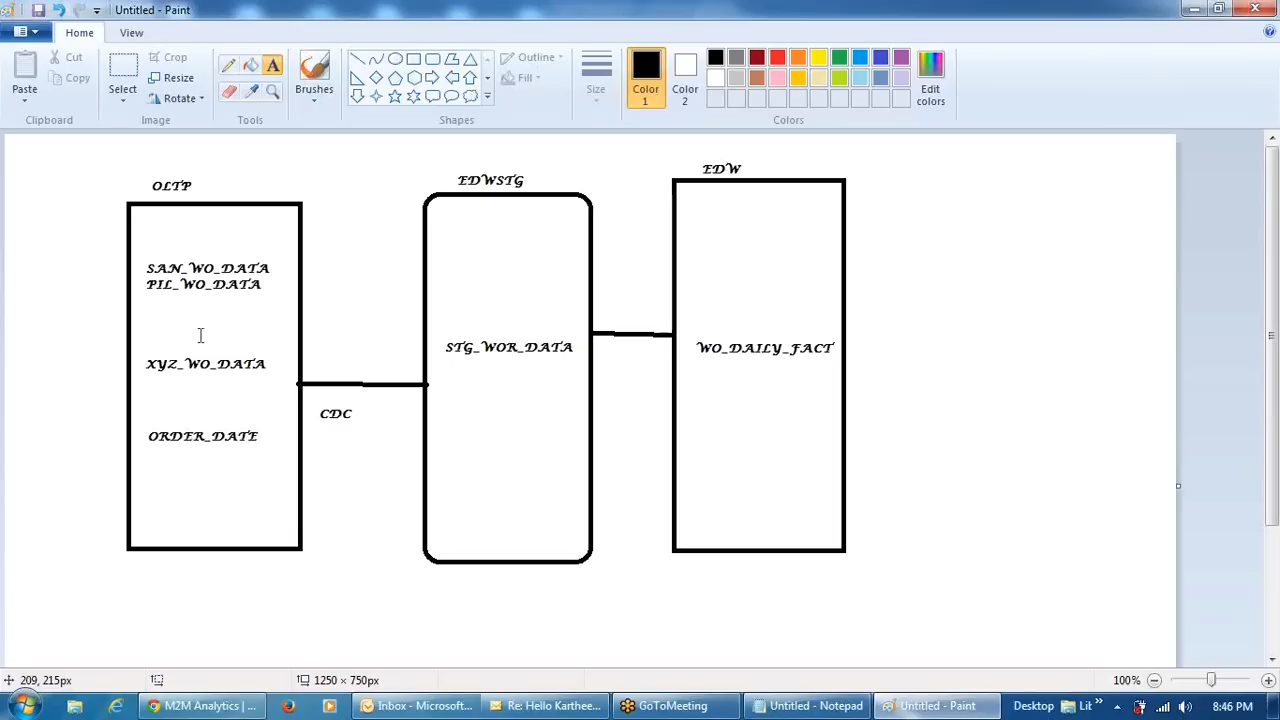 Untitled - Paint
Home
View
Paste
Cut
Copy
Clipboard
Select
Crop
Resize
Rotate
Image
Tools
Brushes
Shapes
Outline
Fill
Size
Color 1
Color 2
Edit colors
Colors
OLTP
EDWSTG
EDW
SAN_WO_DATA
PIL_WO_DATA
XYZ_WO_DATA
ORDER_DATE
CDC
STG_WOR_DATA
WO_DAILY_FACT
209, 215px
1250 × 750px
100%
M2M Analytics | ...
Inbox - Microsoft...
Re: Hello Karthee...
GoToMeeting
Untitled - Notepad
Untitled - Paint
Desktop
Lit
8:46 PM